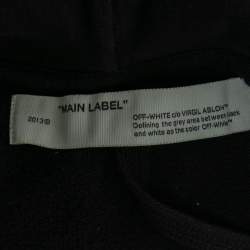 "MAIN LABEL"
2013©
OFF-WHITE c/o VIRGIL ABLOH™
Defining the grey area between black
and white as the color Off-White™